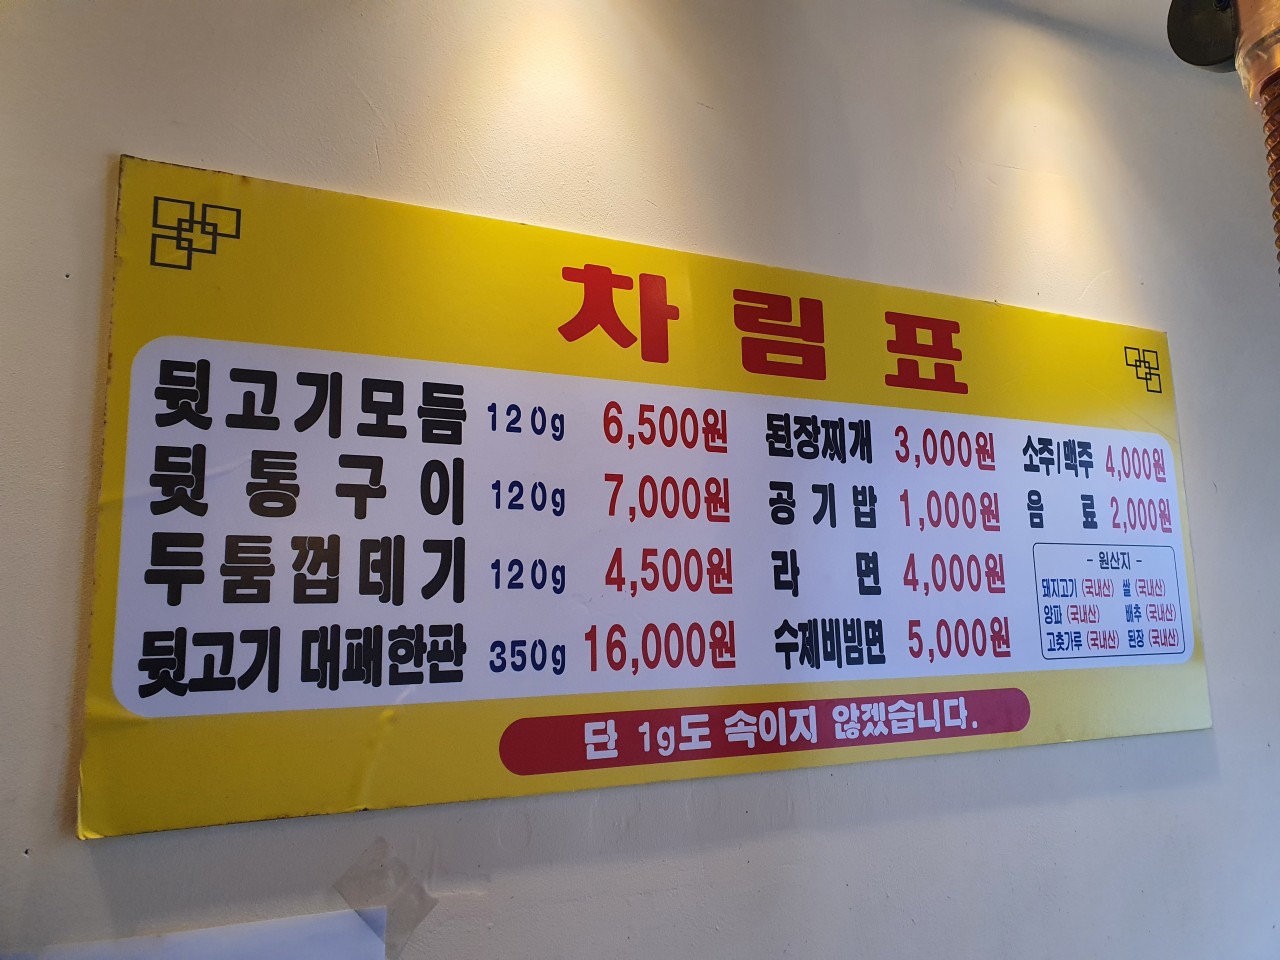 차림표
뒷고기모듬 120g 6,500원
뒷통구이 120g 7,000원
두툼껍데기 120g 4,500원
뒷고기 대패한판 350g 16,000원
된장찌개 3,000원
공기밥 1,000원
라면 4,000원
수제비빔면 5,000원
소주/맥주 4,000원
음료 2,000원
- 원산지 -
돼지고기 (국내산) 쌀 (국내산)
양파 (국내산) 배추 (국내산)
고춧가루 (국내산) 된장 (국내산)
단 1g도 속이지 않겠습니다.